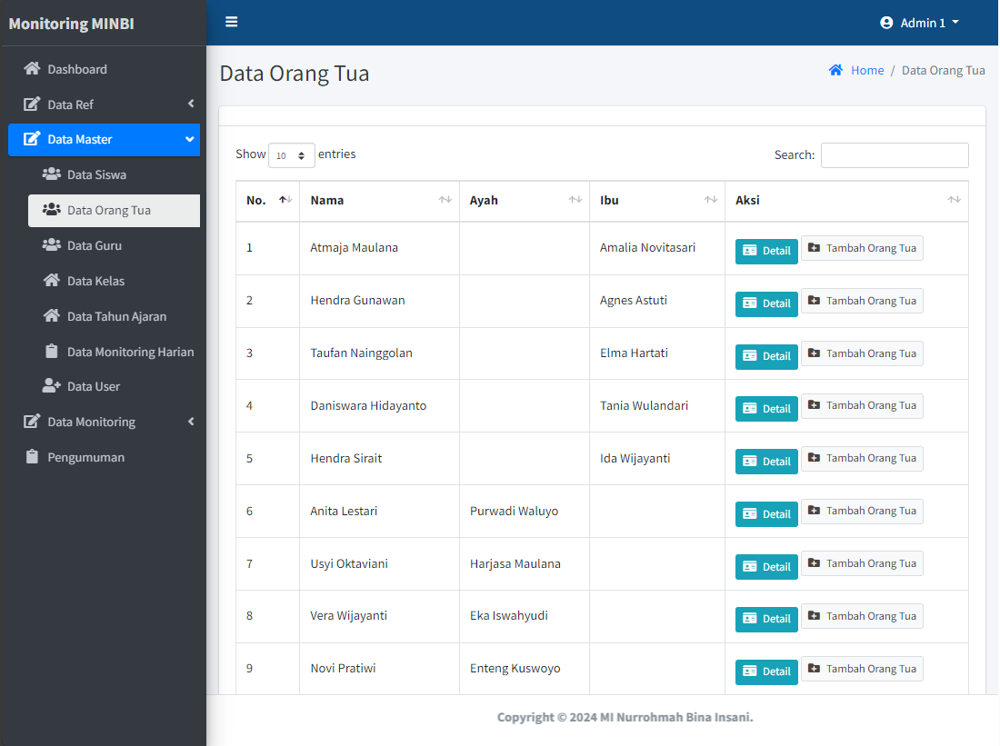 Monitoring MINBI
Admin 1
Dashboard
Data Ref
Data Master
Data Siswa
Data Orang Tua
Data Guru
Data Kelas
Data Tahun Ajaran
Data Monitoring Harian
Data User
Data Monitoring
Pengumuman
Data Orang Tua
Home / Data Orang Tua
Show 10 entries
Search:
No. Nama Ayah Ibu Aksi
1 Atmaja Maulana Amalia Novitasari Detail Tambah Orang Tua
2 Hendra Gunawan Agnes Astuti Detail Tambah Orang Tua
3 Taufan Nainggolan Elma Hartati Detail Tambah Orang Tua
4 Daniswara Hidayanto Tania Wulandari Detail Tambah Orang Tua
5 Hendra Sirait Ida Wijayanti Detail Tambah Orang Tua
6 Anita Lestari Purwadi Waluyo Detail Tambah Orang Tua
7 Usyi Oktaviani Harjasa Maulana Detail Tambah Orang Tua
8 Vera Wijayanti Eka Iswahyudi Detail Tambah Orang Tua
9 Novi Pratiwi Enteng Kuswoyo Detail Tambah Orang Tua
Copyright © 2024 MI Nurrohmah Bina Insani.